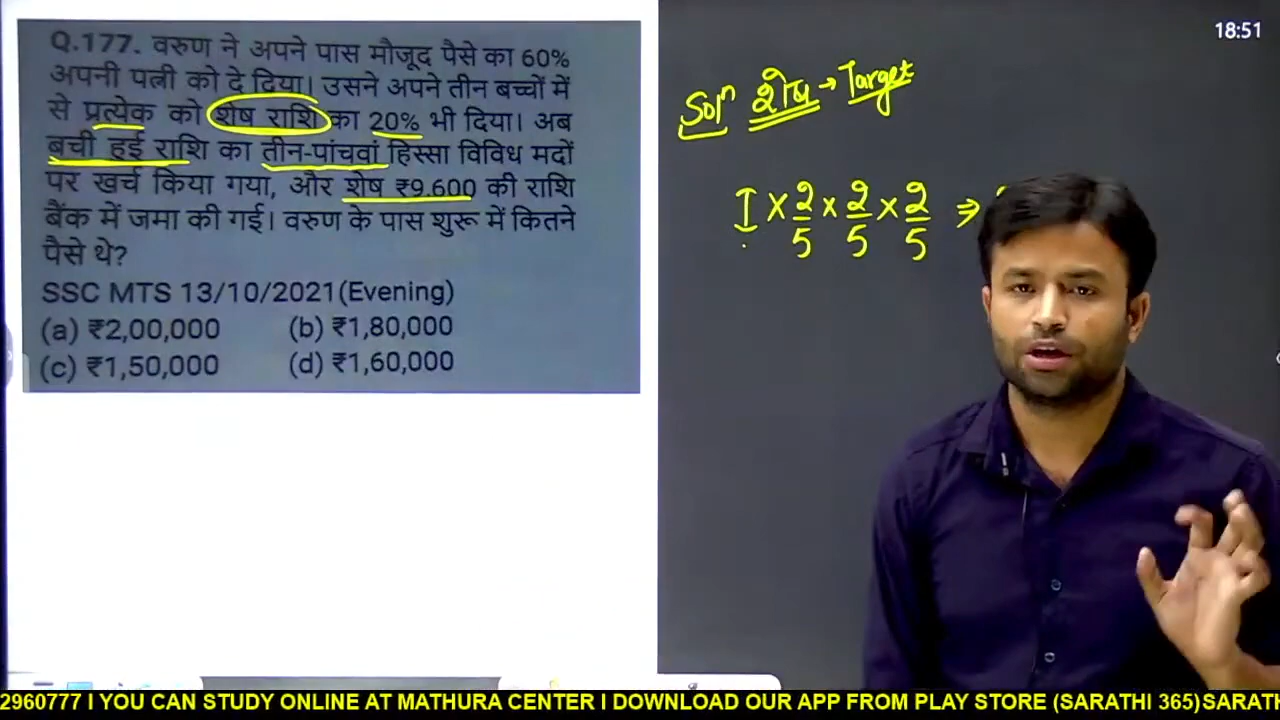 18:51
Q.177. वरुण ने अपने पास मौजूद पैसे का 60%
अपनी पत्नी को दे दिया। उसने अपने तीन बच्चों में
से प्रत्येक को शेष राशि का 20% भी दिया। अब
बची हुई राशि का तीन-पांचवां हिस्सा विविध मदों
पर खर्च किया गया, और शेष ₹9,600 की राशि
बैंक में जमा की गई। वरुण के पास शुरू में कितने
पैसे थे?
SSC MTS 13/10/2021(Evening)
(a) ₹2,00,000 (b) ₹1,80,000
(c) ₹1,50,000 (d) ₹1,60,000
Solⁿ शेष → Target
I × 2/5 × 2/5 × 2/5 ⇒
2960777 I YOU CAN STUDY ONLINE AT MATHURA CENTER I DOWNLOAD OUR APP FROM PLAY STORE (SARATHI 365) SARATHI